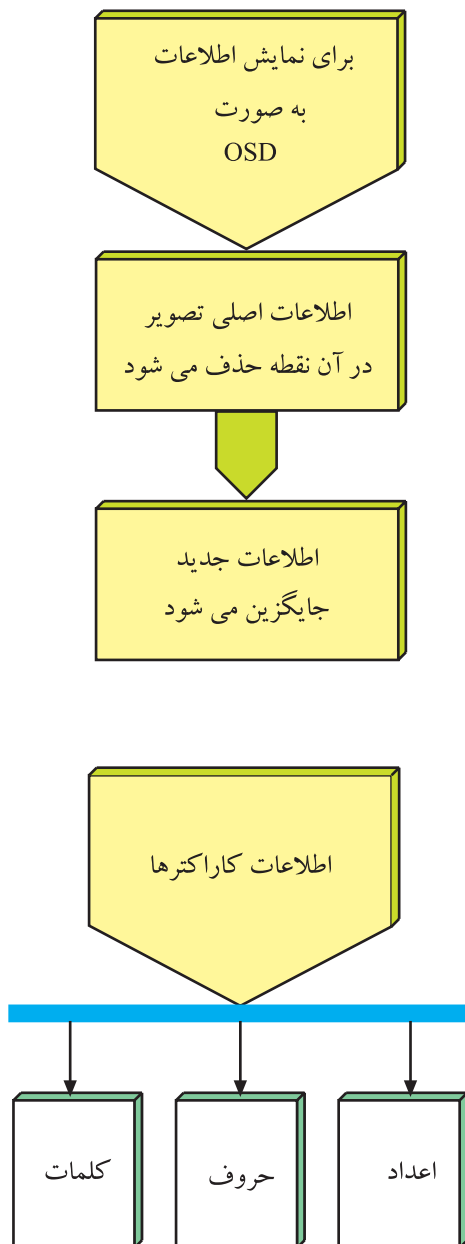 برای نمایش اطلاعات
به صورت
OSD
اطلاعات اصلی تصویر
در آن نقطه حذف می شود
اطلاعات جدید
جایگزین می شود
اطلاعات کاراکترها
اعداد
حروف
کلمات